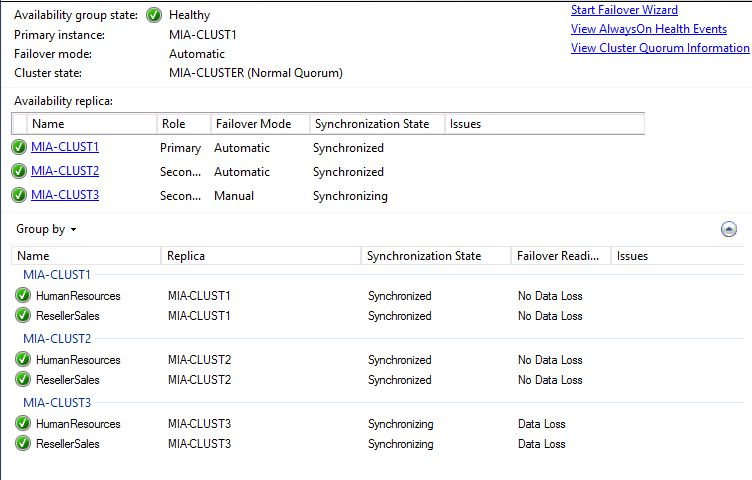 Availability group state: Healthy Start Failover Wizard
Primary instance: MIA-CLUST1 View AlwaysOn Health Events
Failover mode: Automatic View Cluster Quorum Information
Cluster state: MIA-CLUSTER (Normal Quorum)
Availability replica:
Name Role Failover Mode Synchronization State Issues
MIA-CLUST1 Primary Automatic Synchronized
MIA-CLUST2 Secon... Automatic Synchronized
MIA-CLUST3 Secon... Manual Synchronizing
Group by
Name Replica Synchronization State Failover Readi... Issues
MIA-CLUST1
HumanResources MIA-CLUST1 Synchronized No Data Loss
ResellerSales MIA-CLUST1 Synchronized No Data Loss
MIA-CLUST2
HumanResources MIA-CLUST2 Synchronized No Data Loss
ResellerSales MIA-CLUST2 Synchronized No Data Loss
MIA-CLUST3
HumanResources MIA-CLUST3 Synchronizing Data Loss
ResellerSales MIA-CLUST3 Synchronizing Data Loss